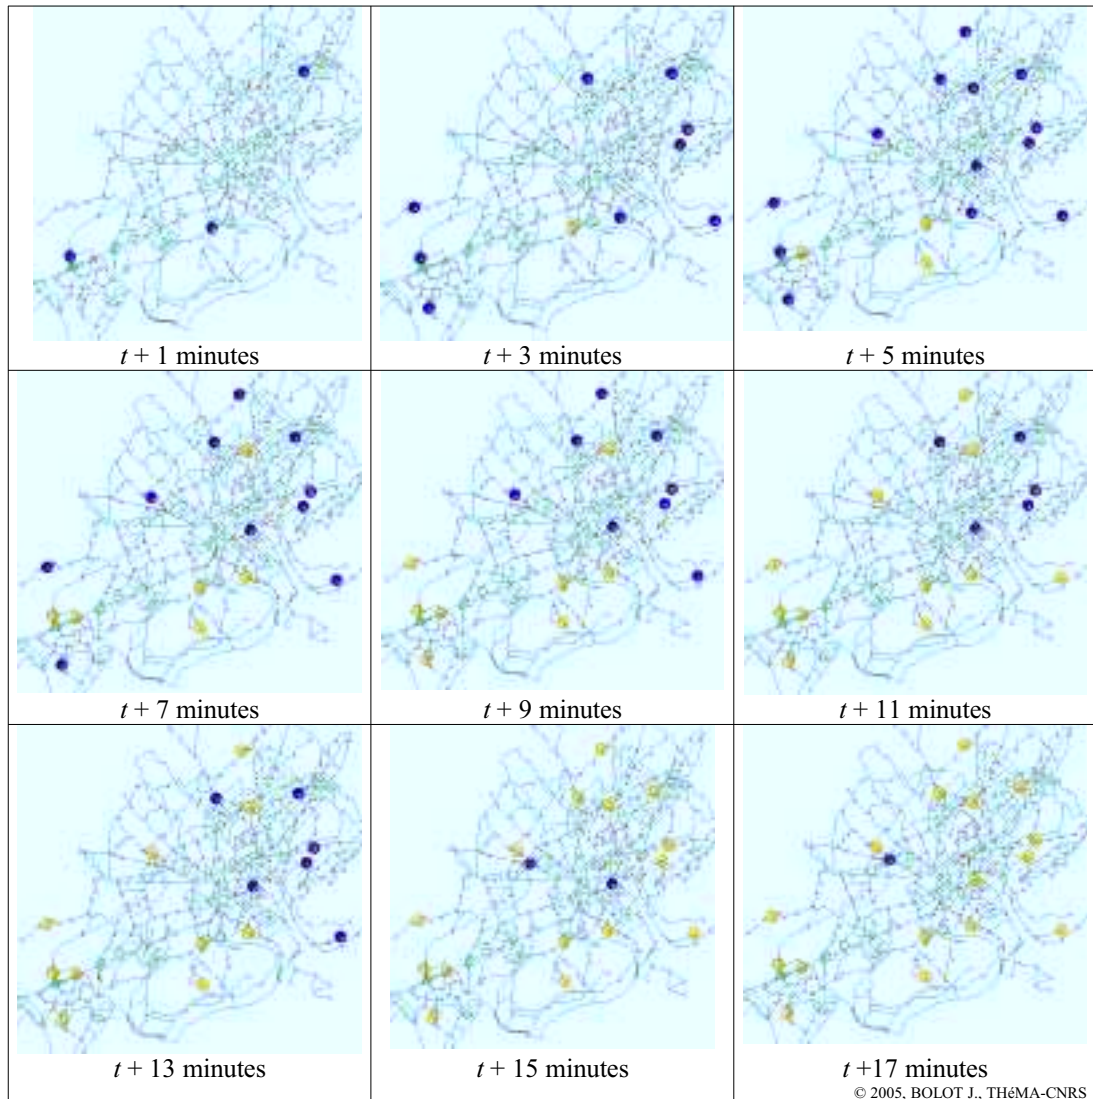 t + 1 minutes
t + 3 minutes
t + 5 minutes
t + 7 minutes
t + 9 minutes
t + 11 minutes
t + 13 minutes
t + 15 minutes
t +17 minutes
© 2005, BOLOT J., THéMA-CNRS